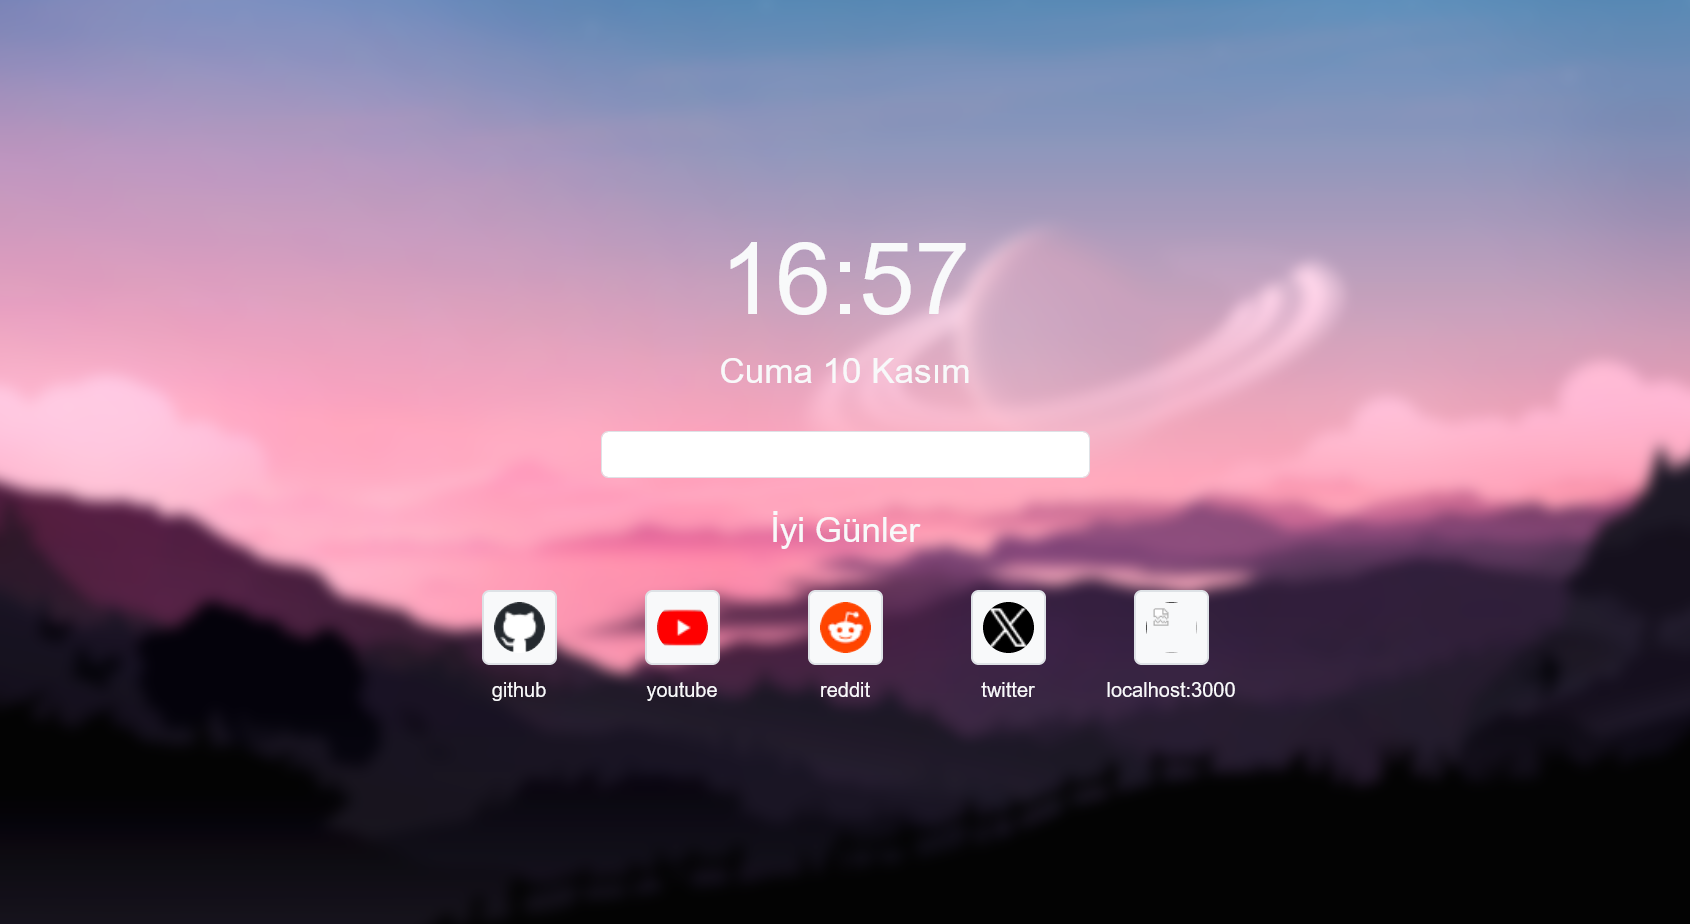 16:57
Cuma 10 Kasım
İyi Günler
github
youtube
reddit
twitter
localhost:3000